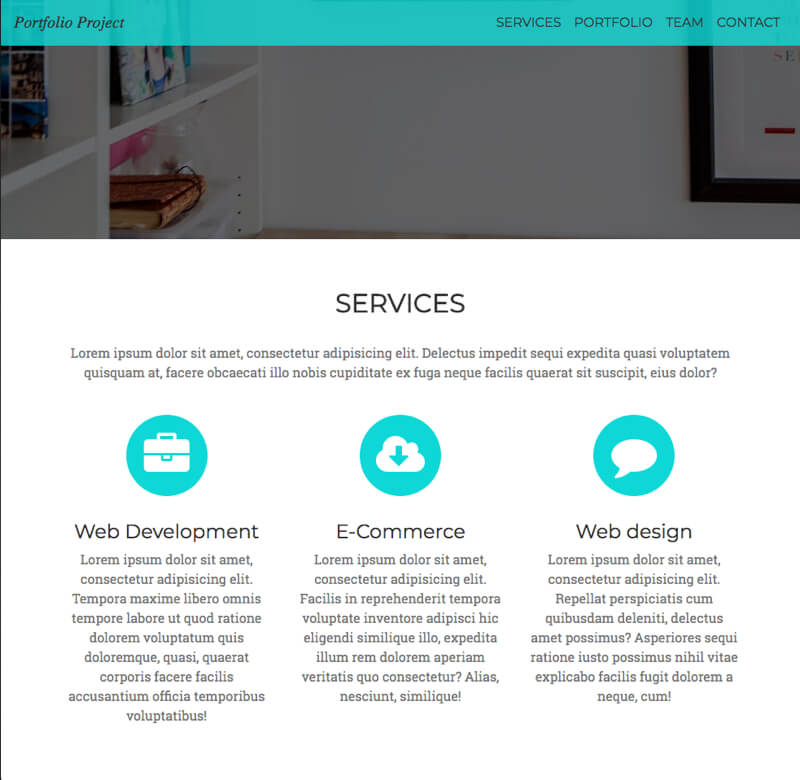 Portfolio Project
SERVICES PORTFOLIO TEAM CONTACT
SERVICES
Lorem ipsum dolor sit amet, consectetur adipisicing elit. Delectus impedit sequi expedita quasi voluptatem
quisquam at, facere obcaecati illo nobis cupiditate ex fuga neque facilis quaerat sit suscipit, eius dolor?
Web Development
Lorem ipsum dolor sit amet,
consectetur adipisicing elit.
Tempora maxime libero omnis
tempore labore ut quod ratione
dolorem voluptatum quis
doloremque, quasi, quaerat
corporis facere facilis
accusantium officia temporibus
voluptatibus!
E-Commerce
Lorem ipsum dolor sit amet,
consectetur adipisicing elit.
Facilis in reprehenderit tempora
voluptate inventore adipisci hic
eligendi similique illo, expedita
illum rem dolorem aperiam
veritatis quo consectetur? Alias,
nesciunt, similique!
Web design
Lorem ipsum dolor sit amet,
consectetur adipisicing elit.
Repellat perspiciatis cum
quibusdam deleniti, delectus
amet possimus? Asperiores sequi
ratione iusto possimus nihil vitae
explicabo facilis fugit dolorem a
neque, cum!